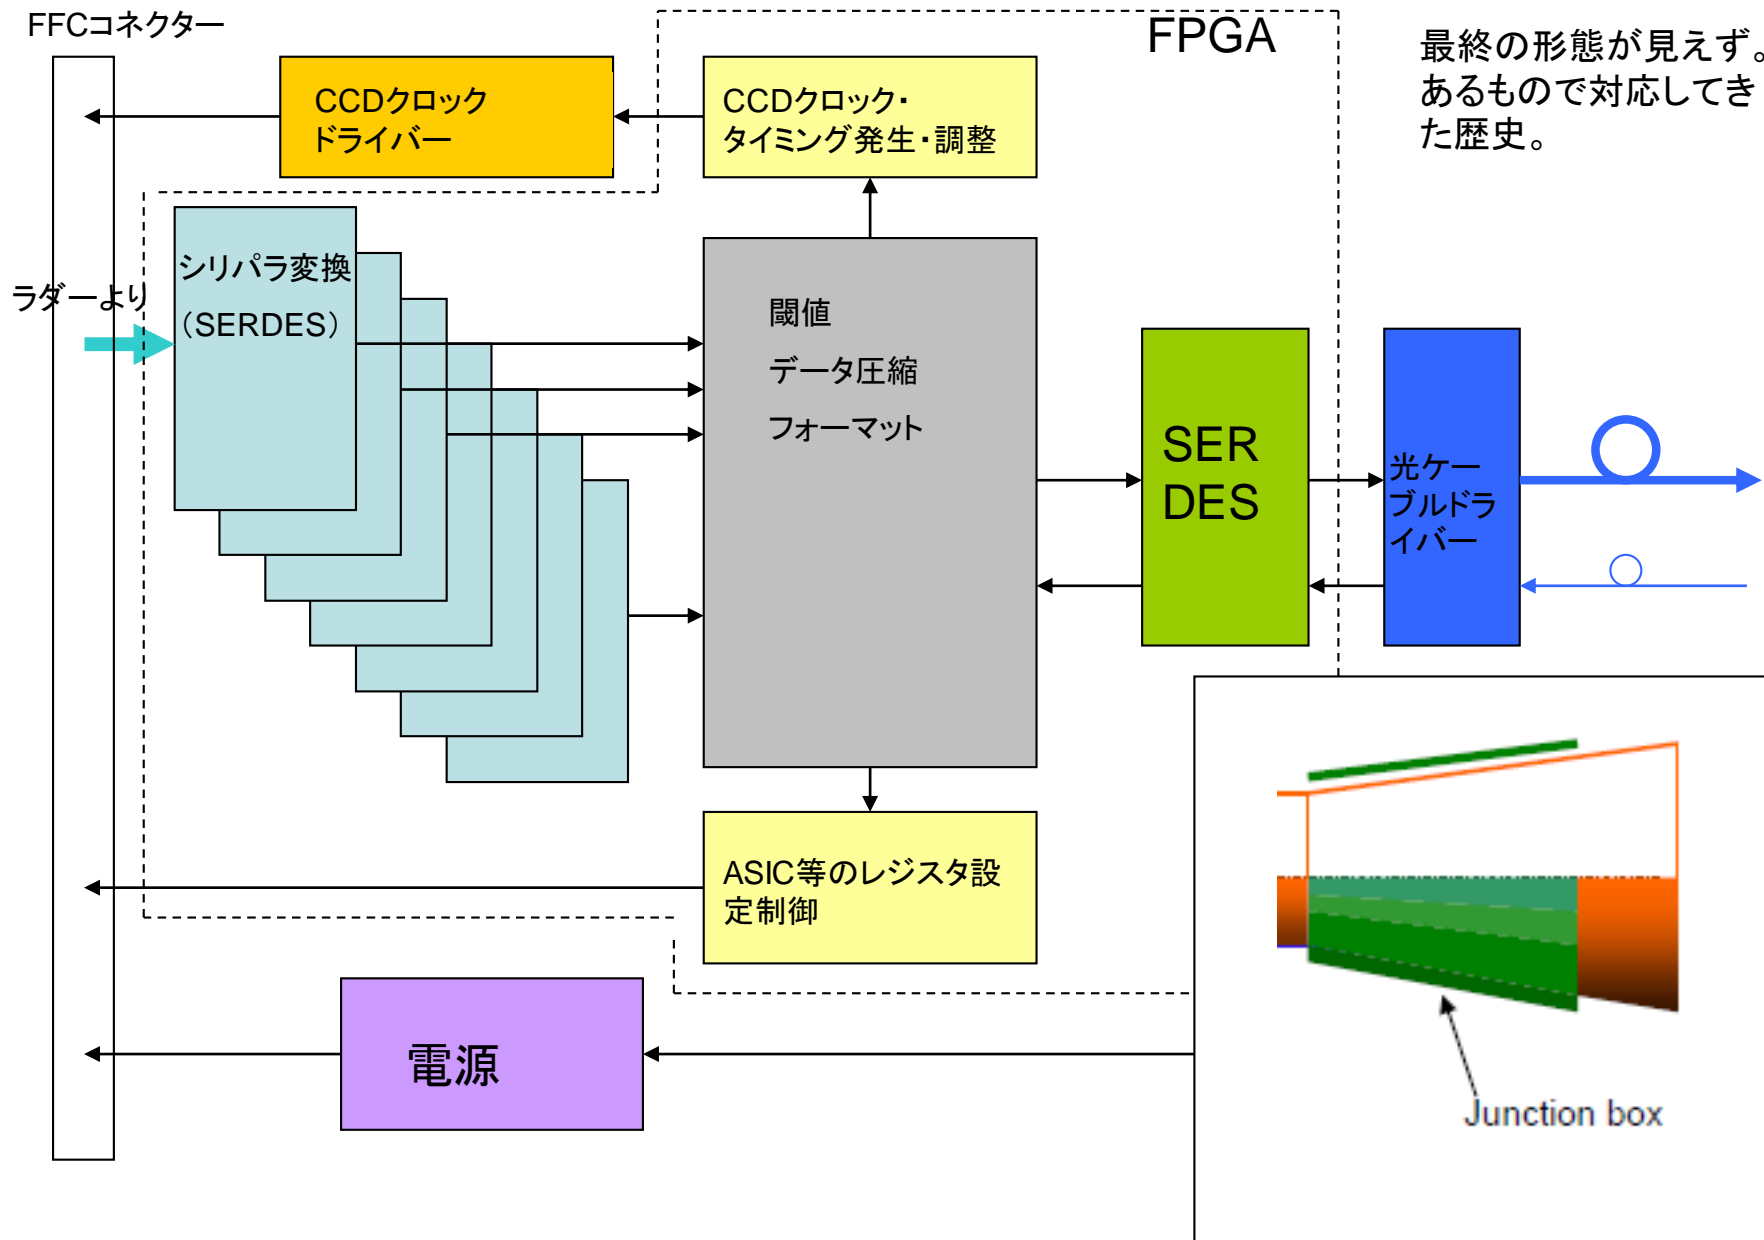 FFCコネクター
FPGA
最終の形態が見えず。
あるもので対応してき
た歴史。
CCDクロック
ドライバー
CCDクロック・
タイミング発生・調整
シリパラ変換
（SERDES）
ラダーより
閾値
データ圧縮
フォーマット
SER
DES
光ケー
ブルドラ
イバー
ASIC等のレジスタ設
定制御
電源
Junction box